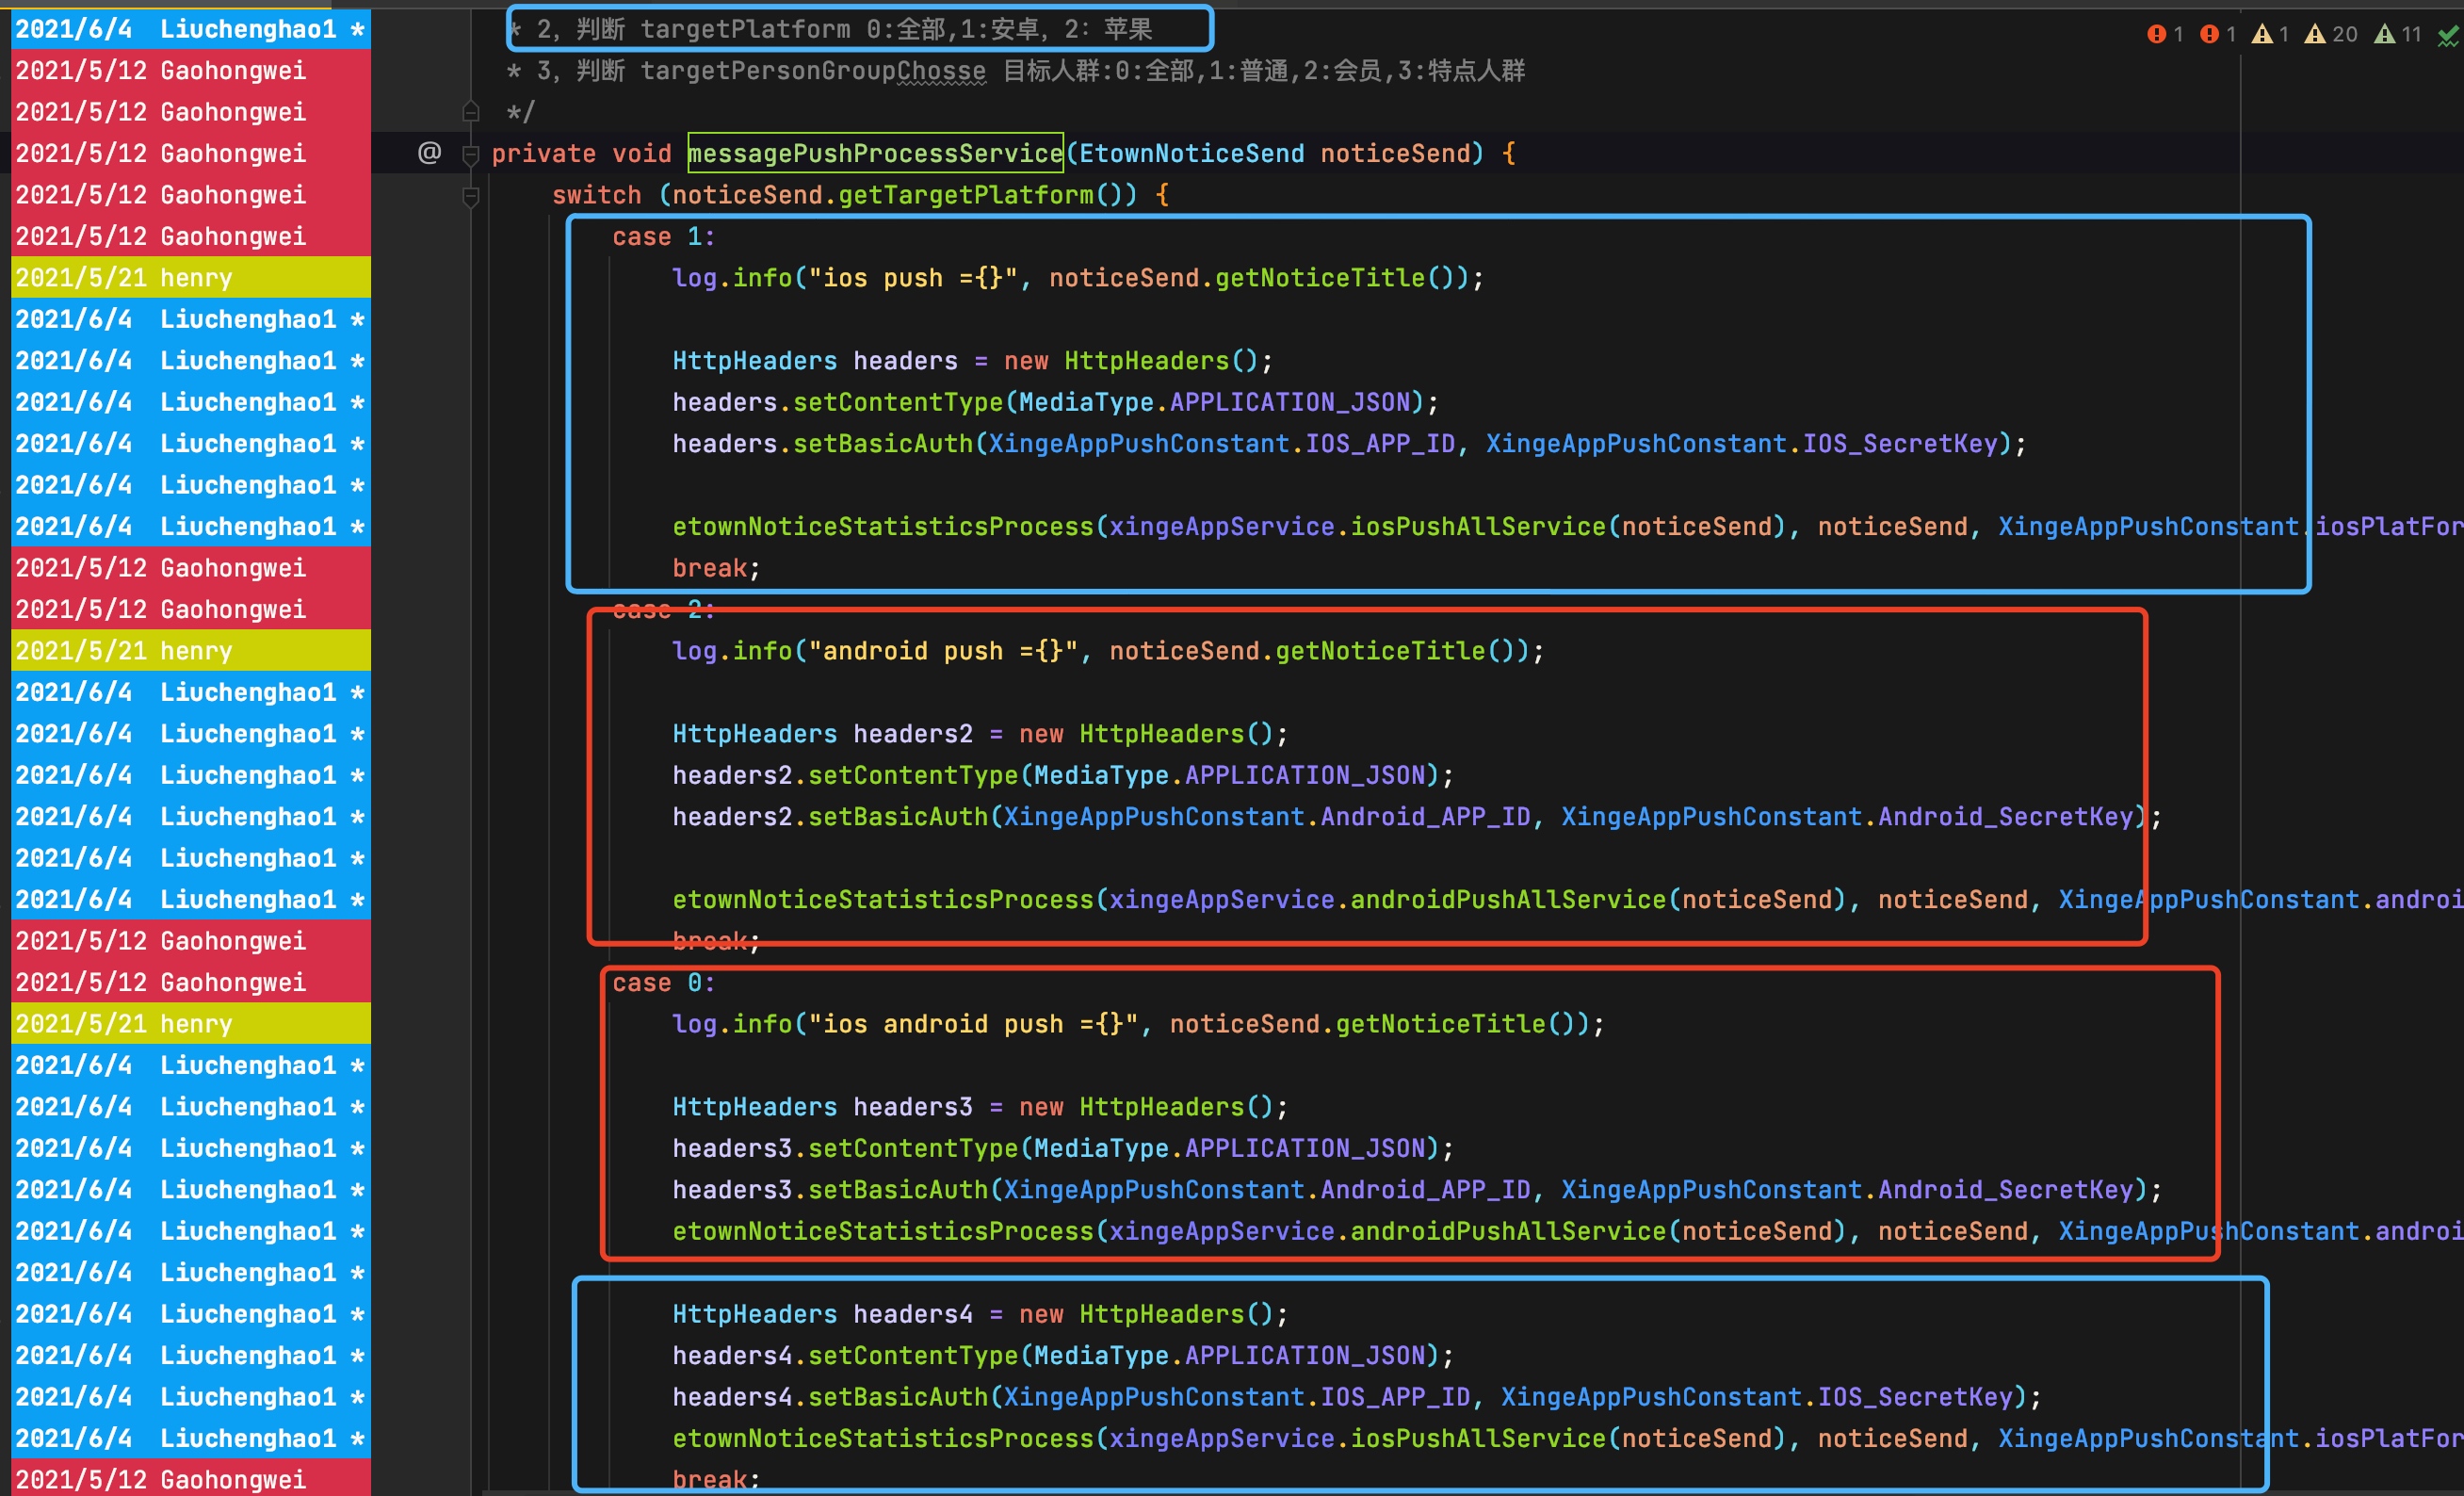 2021/6/4 Liuchenghao1 * * 2, 判断 targetPlatform 0:全部,1:安卓, 2: 苹果
1 1 1 20 11
2021/5/12 Gaohongwei * 3, 判断 targetPersonGroupChosse 目标人群:0:全部,1:普通,2:会员,3:特点人群
2021/5/12 Gaohongwei */
2021/5/12 Gaohongwei @ private void messagePushProcessService(EtownNoticeSend noticeSend) {
2021/5/12 Gaohongwei switch (noticeSend.getTargetPlatform()) {
2021/5/12 Gaohongwei case 1:
2021/5/21 henry log.info("ios push ={}", noticeSend.getNoticeTitle());
2021/6/4 Liuchenghao1 *
2021/6/4 Liuchenghao1 * HttpHeaders headers = new HttpHeaders();
2021/6/4 Liuchenghao1 * headers.setContentType(MediaType.APPLICATION_JSON);
2021/6/4 Liuchenghao1 * headers.setBasicAuth(XingeAppPushConstant.IOS_APP_ID, XingeAppPushConstant.IOS_SecretKey);
2021/6/4 Liuchenghao1 *
2021/6/4 Liuchenghao1 * etownNoticeStatisticsProcess(xingeAppService.iosPushAllService(noticeSend), noticeSend, XingeAppPushConstant.iosPlatFor
2021/5/12 Gaohongwei break;
2021/5/12 Gaohongwei case 2:
2021/5/21 henry log.info("android push ={}", noticeSend.getNoticeTitle());
2021/6/4 Liuchenghao1 *
2021/6/4 Liuchenghao1 * HttpHeaders headers2 = new HttpHeaders();
2021/6/4 Liuchenghao1 * headers2.setContentType(MediaType.APPLICATION_JSON);
2021/6/4 Liuchenghao1 * headers2.setBasicAuth(XingeAppPushConstant.Android_APP_ID, XingeAppPushConstant.Android_SecretKey);
2021/6/4 Liuchenghao1 *
2021/6/4 Liuchenghao1 * etownNoticeStatisticsProcess(xingeAppService.androidPushAllService(noticeSend), noticeSend, XingeAppPushConstant.androi
2021/5/12 Gaohongwei break;
2021/5/12 Gaohongwei case 0:
2021/5/21 henry log.info("ios android push ={}", noticeSend.getNoticeTitle());
2021/6/4 Liuchenghao1 *
2021/6/4 Liuchenghao1 * HttpHeaders headers3 = new HttpHeaders();
2021/6/4 Liuchenghao1 * headers3.setContentType(MediaType.APPLICATION_JSON);
2021/6/4 Liuchenghao1 * headers3.setBasicAuth(XingeAppPushConstant.Android_APP_ID, XingeAppPushConstant.Android_SecretKey);
2021/6/4 Liuchenghao1 * etownNoticeStatisticsProcess(xingeAppService.androidPushAllService(noticeSend), noticeSend, XingeAppPushConstant.androi
2021/6/4 Liuchenghao1 *
2021/6/4 Liuchenghao1 * HttpHeaders headers4 = new HttpHeaders();
2021/6/4 Liuchenghao1 * headers4.setContentType(MediaType.APPLICATION_JSON);
2021/6/4 Liuchenghao1 * headers4.setBasicAuth(XingeAppPushConstant.IOS_APP_ID, XingeAppPushConstant.IOS_SecretKey);
2021/6/4 Liuchenghao1 * etownNoticeStatisticsProcess(xingeAppService.iosPushAllService(noticeSend), noticeSend, XingeAppPushConstant.iosPlatFor
2021/5/12 Gaohongwei break;